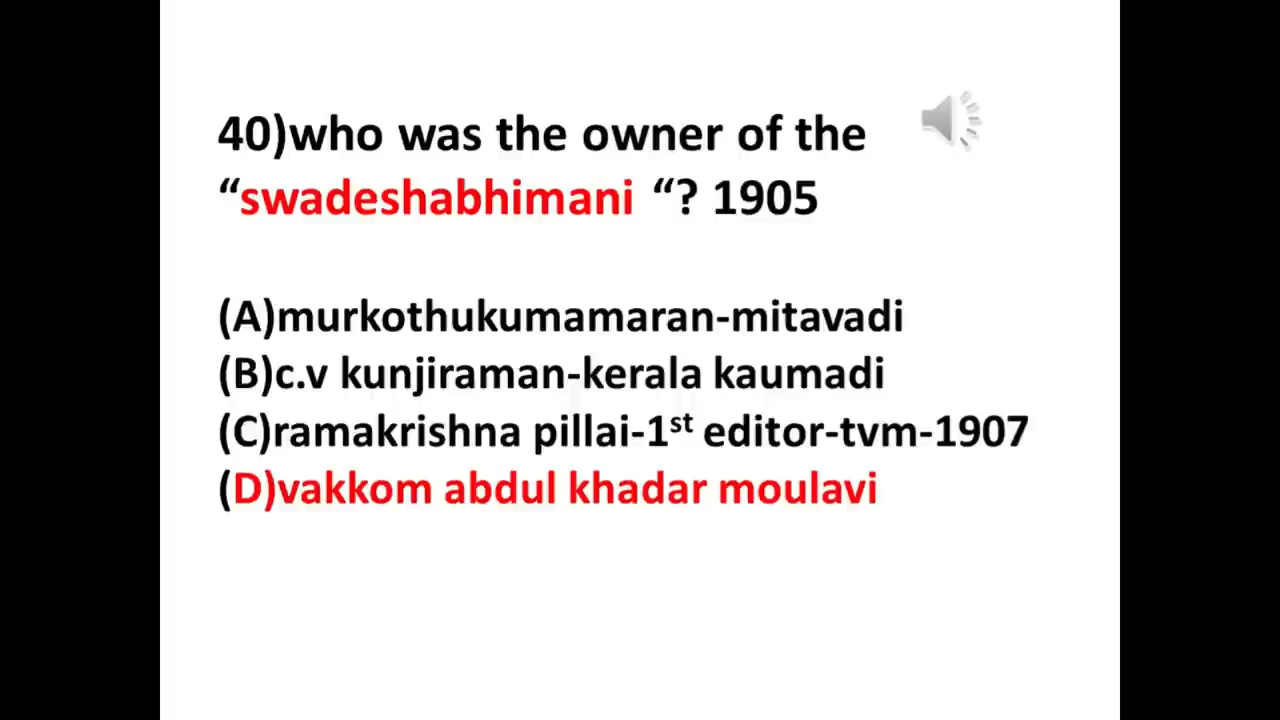 40)who was the owner of the
“swadeshabhimani “? 1905
(A)murkothukumamaran-mitavadi
(B)c.v kunjiraman-kerala kaumadi
(C)ramakrishna pillai-1st editor-tvm-1907
(D)vakkom abdul khadar moulavi